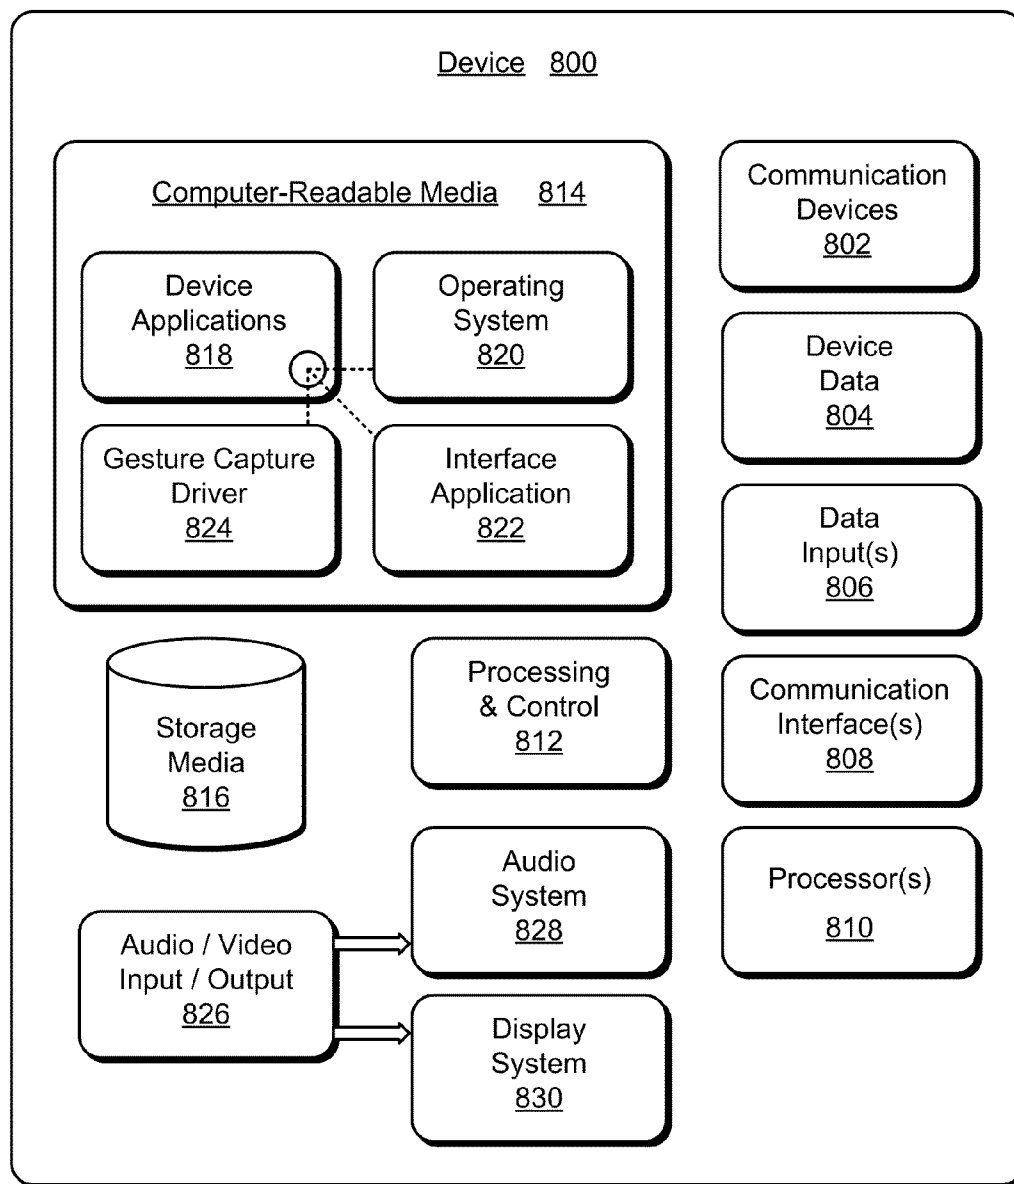 Device 800
Computer-Readable Media 814
Device
Applications
818
Operating
System
820
Gesture Capture
Driver
824
Interface
Application
822
Storage
Media
816
Processing
& Control
812
Audio / Video
Input / Output
826
Audio
System
828
Display
System
830
Communication
Devices
802
Device
Data
804
Data
Input(s)
806
Communication
Interface(s)
808
Processor(s)
810